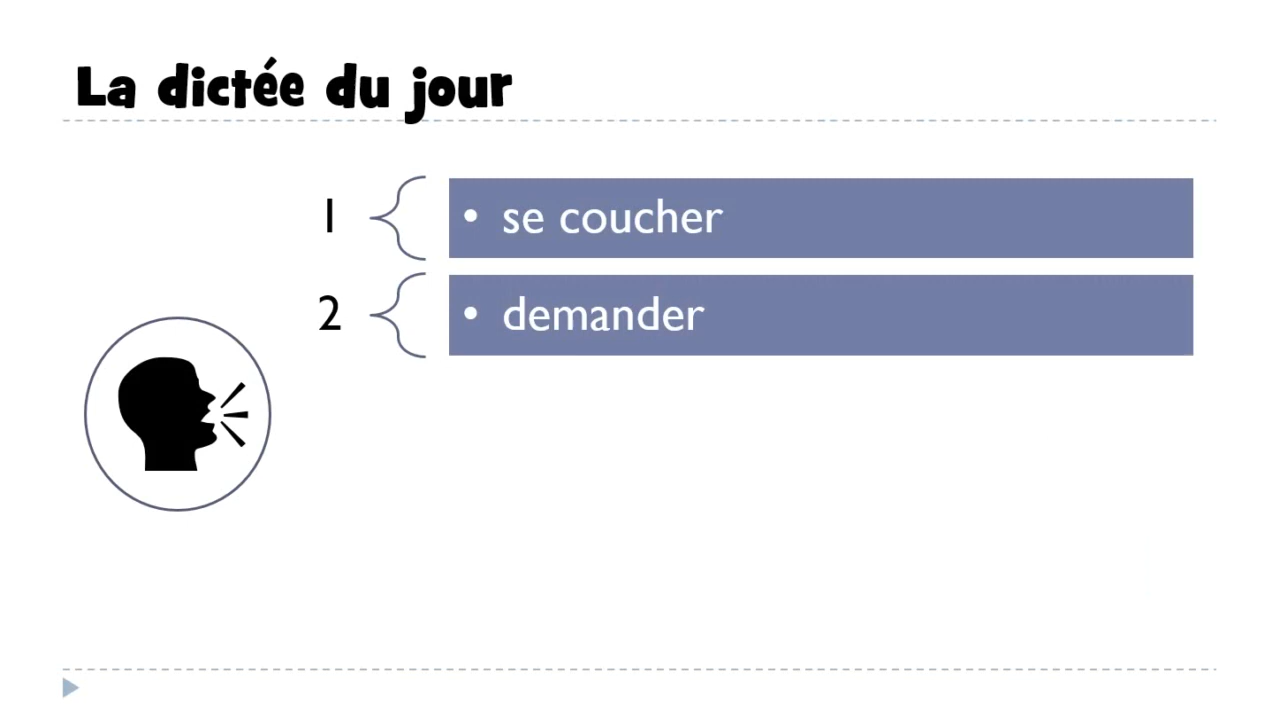 La dictée du jour
1
• se coucher
2
• demander